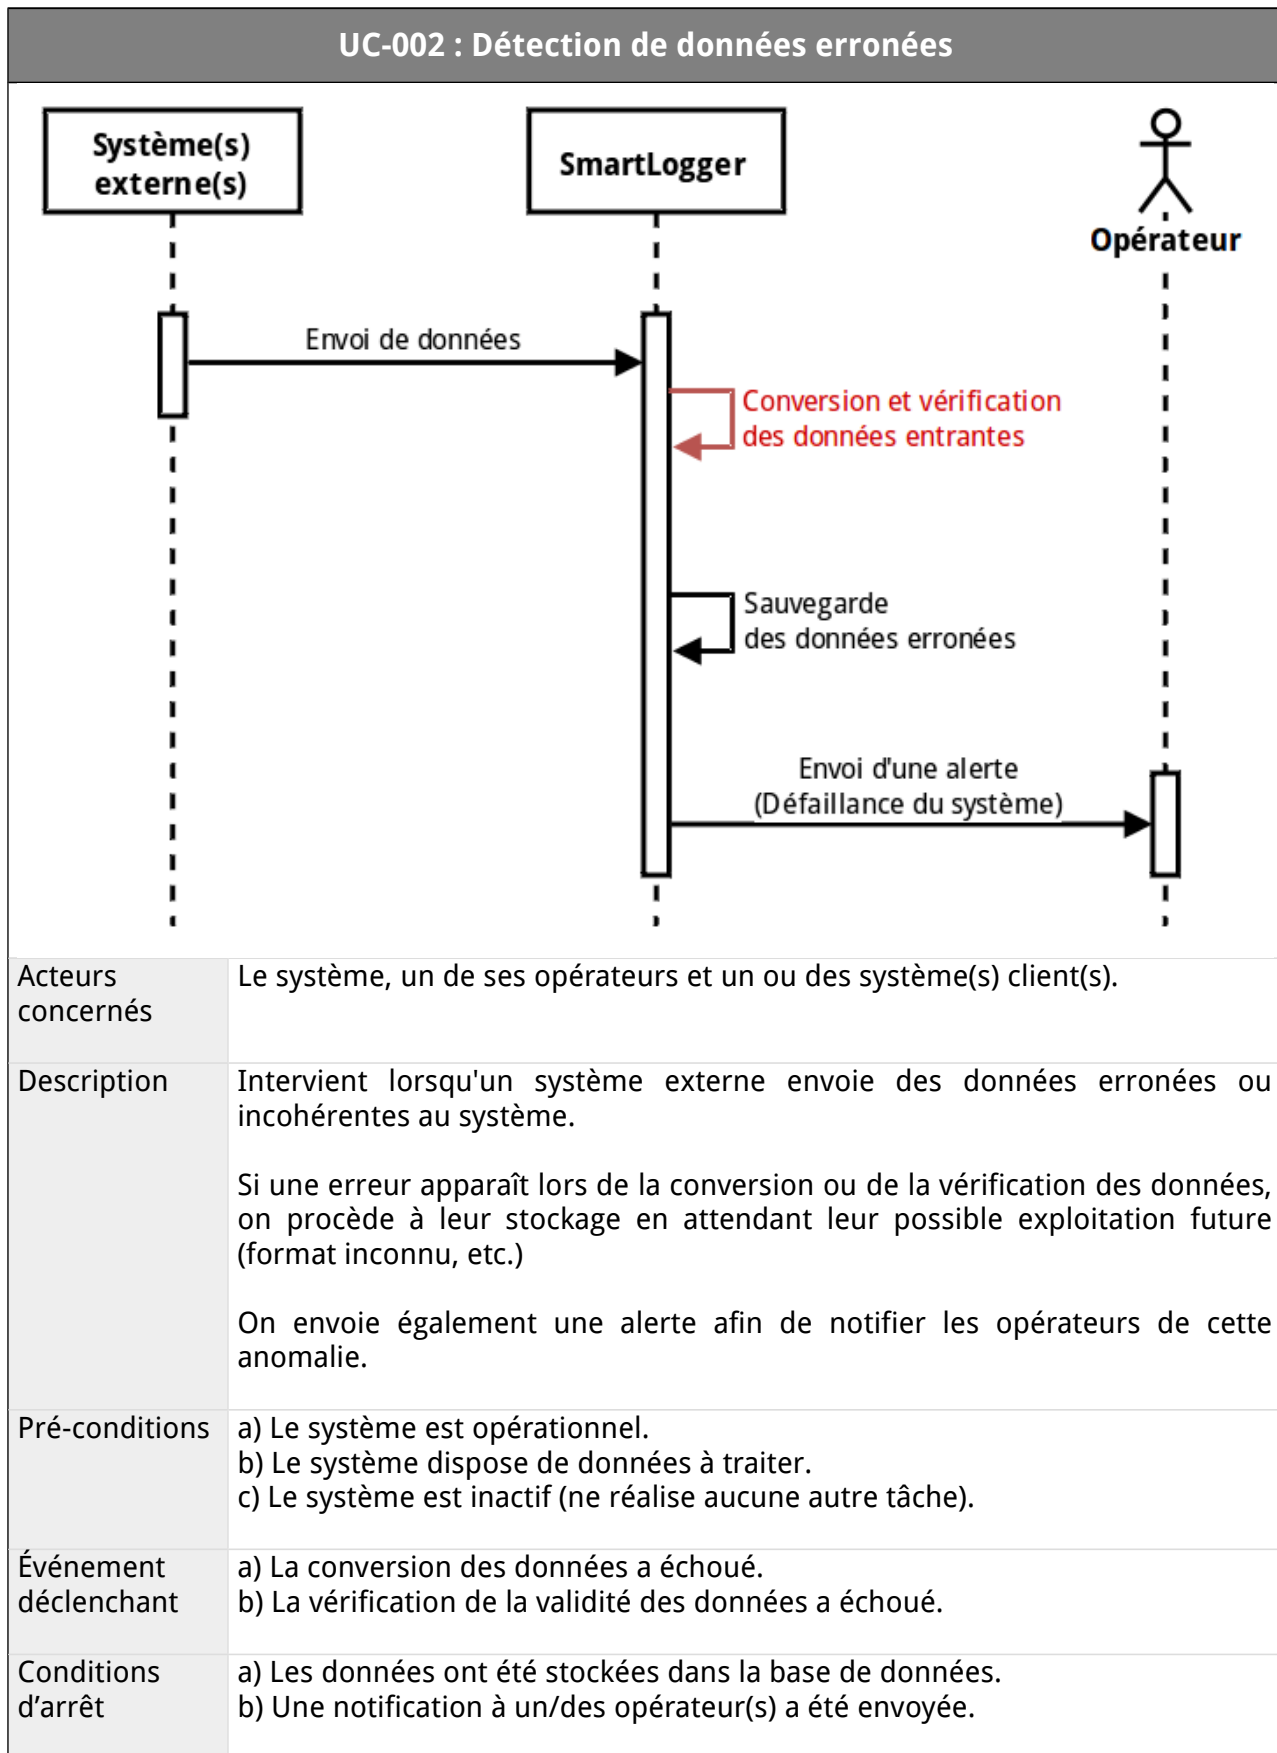 UC-002 : Détection de données erronées
Système(s)
externe(s)
SmartLogger
Opérateur
Envoi de données
Conversion et vérification
des données entrantes
Sauvegarde
des données erronées
Envoi d'une alerte
(Défaillance du système)
Acteurs
concernés
Le système, un de ses opérateurs et un ou des système(s) client(s).
Description
Intervient lorsqu'un système externe envoie des données erronées ou
incohérentes au système.
Si une erreur apparaît lors de la conversion ou de la vérification des données,
on procède à leur stockage en attendant leur possible exploitation future
(format inconnu, etc.)
On envoie également une alerte afin de notifier les opérateurs de cette
anomalie.
Pré-conditions
a) Le système est opérationnel.
b) Le système dispose de données à traiter.
c) Le système est inactif (ne réalise aucune autre tâche).
Événement
déclenchant
a) La conversion des données a échoué.
b) La vérification de la validité des données a échoué.
Conditions
d’arrêt
a) Les données ont été stockées dans la base de données.
b) Une notification à un/des opérateur(s) a été envoyée.